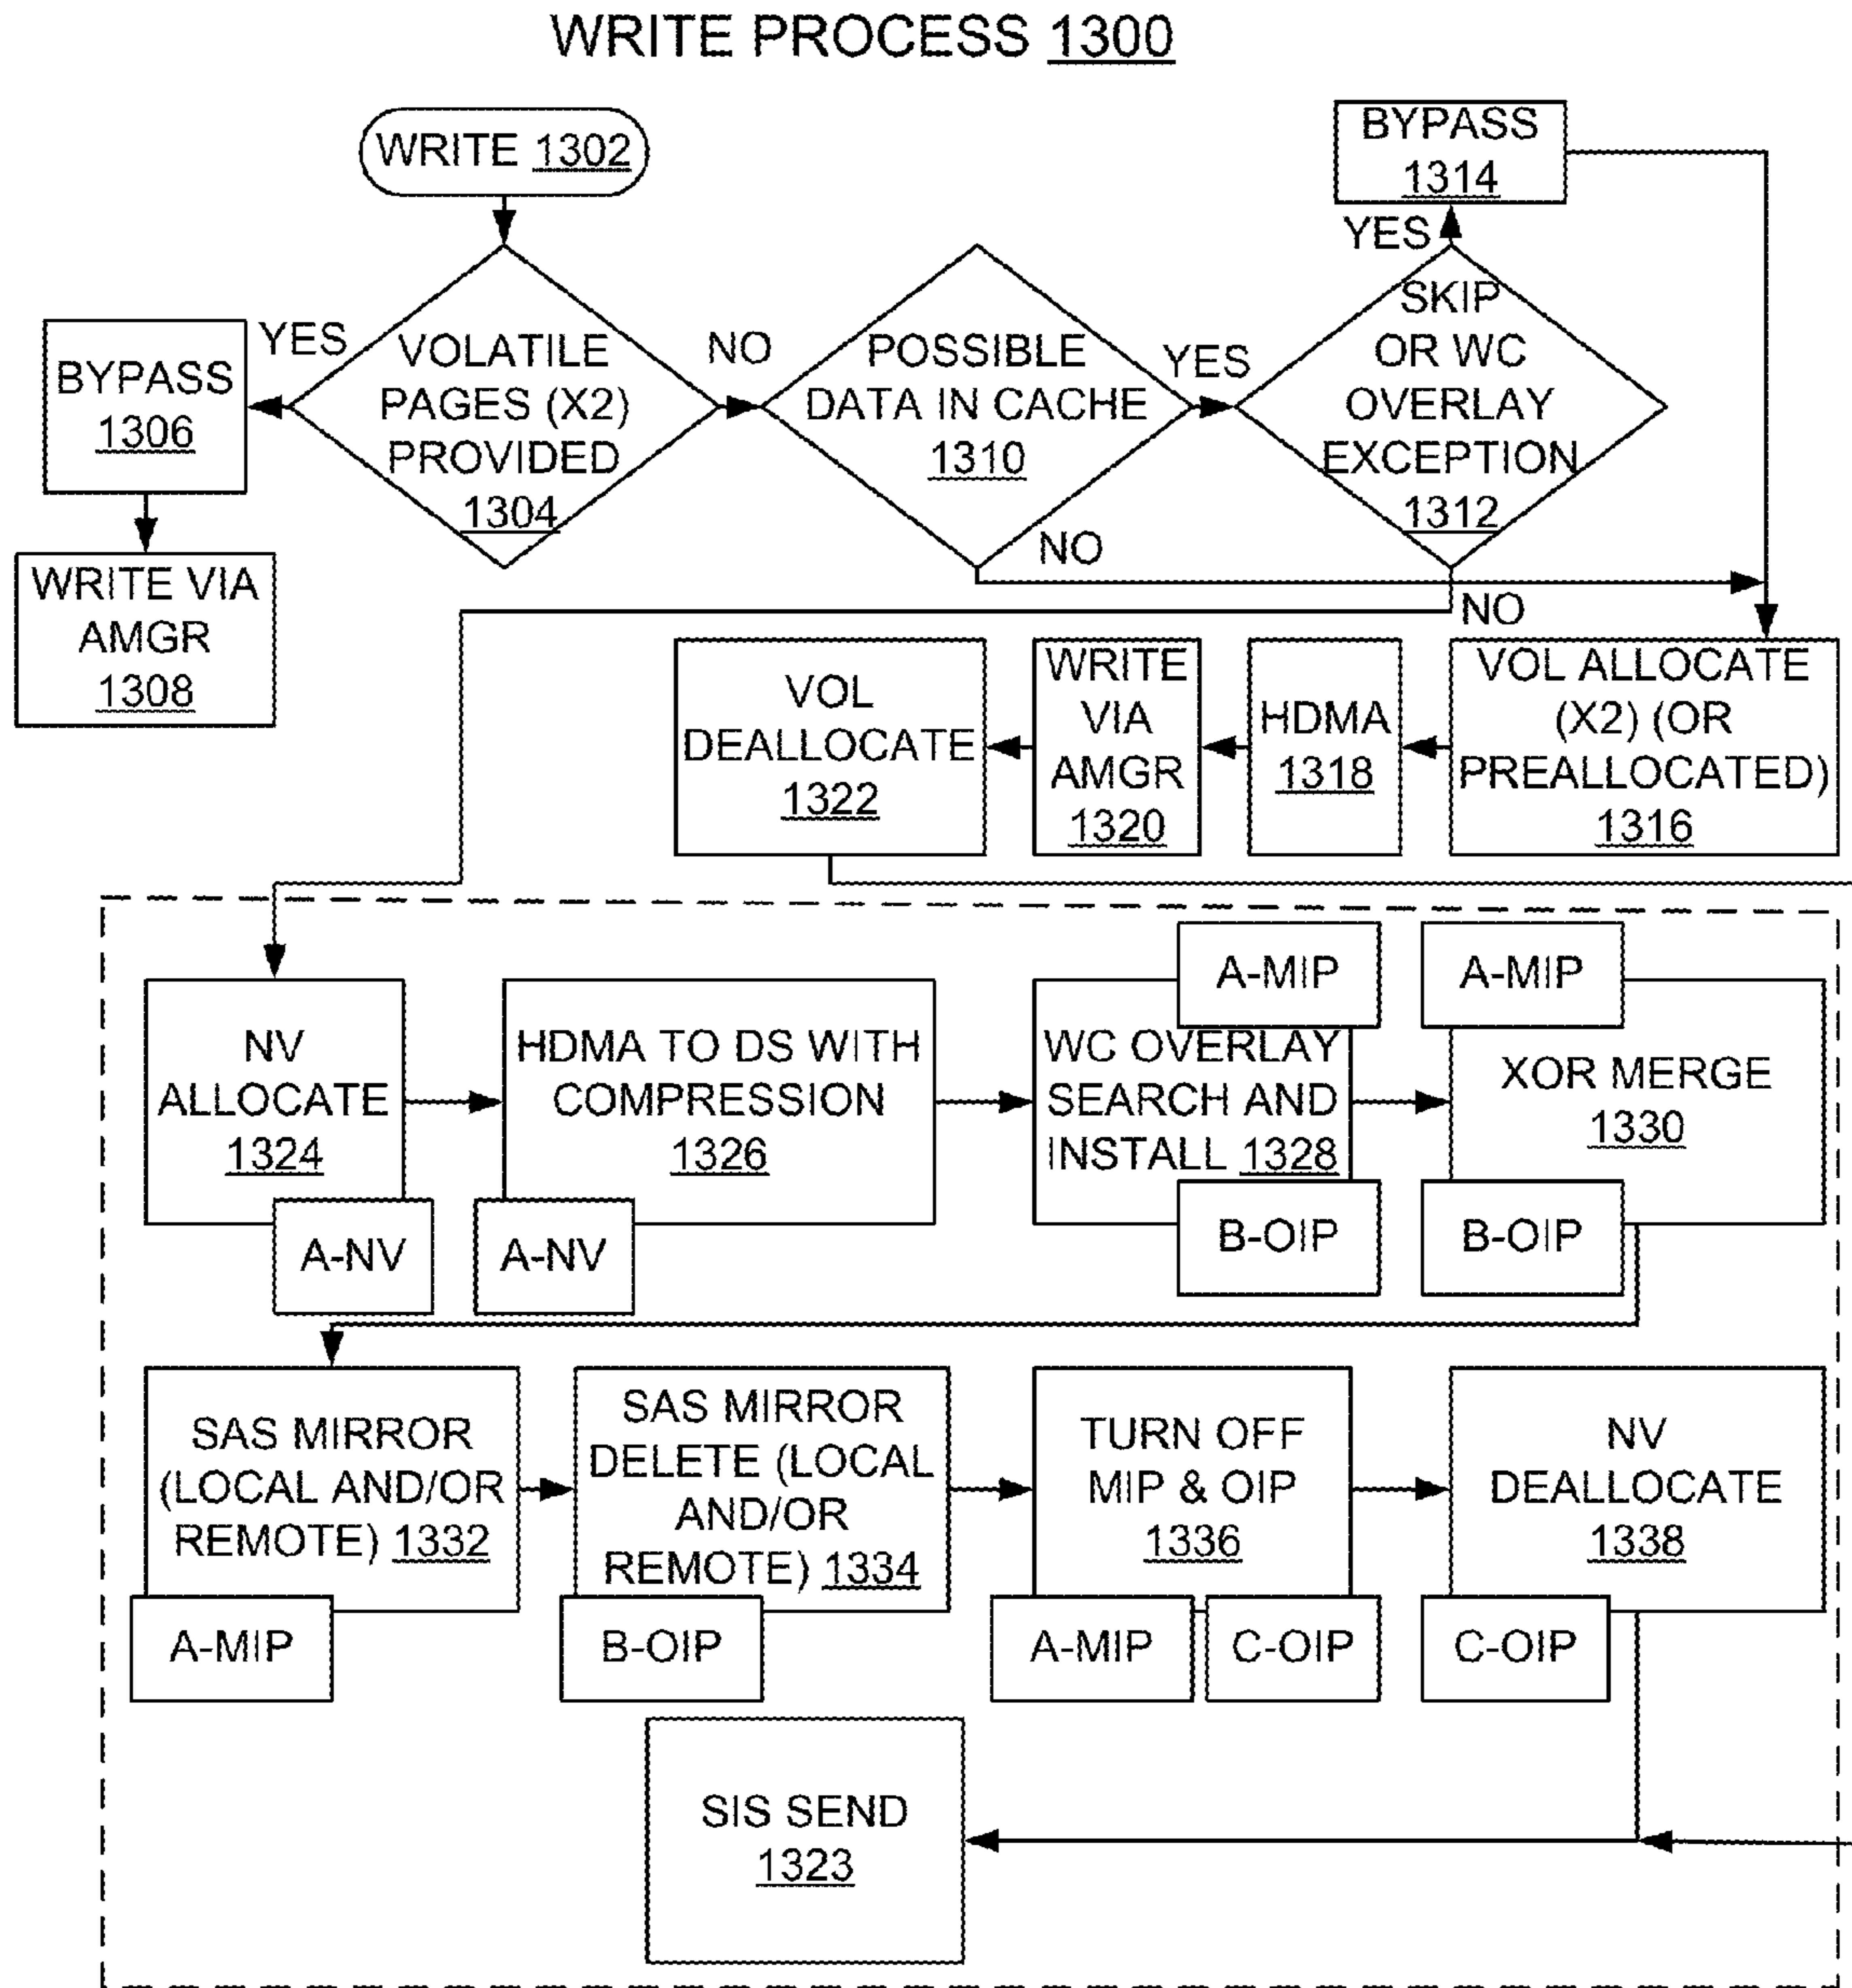 WRITE PROCESS 1300
WRITE 1302
BYPASS
1314
YES
VOLATILE
PAGES (X2)
PROVIDED
1304
YES
BYPASS
1306
WRITE VIA
AMGR
1308
NO
POSSIBLE
DATA IN CACHE
1310
YES
NO
SKIP
OR WC
OVERLAY
EXCEPTION
1312
NO
VOL ALLOCATE
(X2) (OR
PREALLOCATED)
1316
HDMA
1318
WRITE
VIA
AMGR
1320
VOL
DEALLOCATE
1322
NV
ALLOCATE
1324
A-NV
HDMA TO DS WITH
COMPRESSION
1326
A-NV
A-MIP
WC OVERLAY
SEARCH AND
INSTALL 1328
B-OIP
A-MIP
XOR MERGE
1330
B-OIP
SAS MIRROR
(LOCAL AND/OR
REMOTE) 1332
A-MIP
SAS MIRROR
DELETE (LOCAL
AND/OR
REMOTE) 1334
B-OIP
TURN OFF
MIP & OIP
1336
A-MIP
C-OIP
NV
DEALLOCATE
1338
C-OIP
SIS SEND
1323